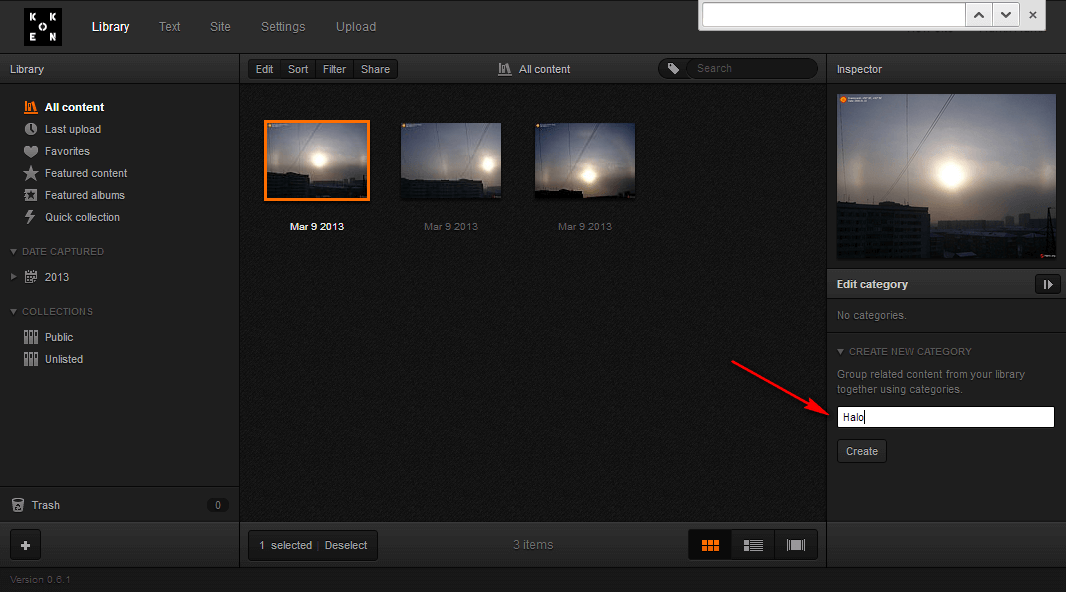 K K
O
E N
Library
Text
Site
Settings
Upload
Library
All content
Last upload
Favorites
Featured content
Featured albums
Quick collection
DATE CAPTURED
2013
COLLECTIONS
Public
Unlisted
Trash
0
Version 0.6.1
Edit
Sort
Filter
Share
All content
Search
Mar 9 2013
Mar 9 2013
Mar 9 2013
1 selected
Deselect
3 items
Inspector
Edit category
No categories.
CREATE NEW CATEGORY
Group related content from your library
together using categories.
Halo
Create